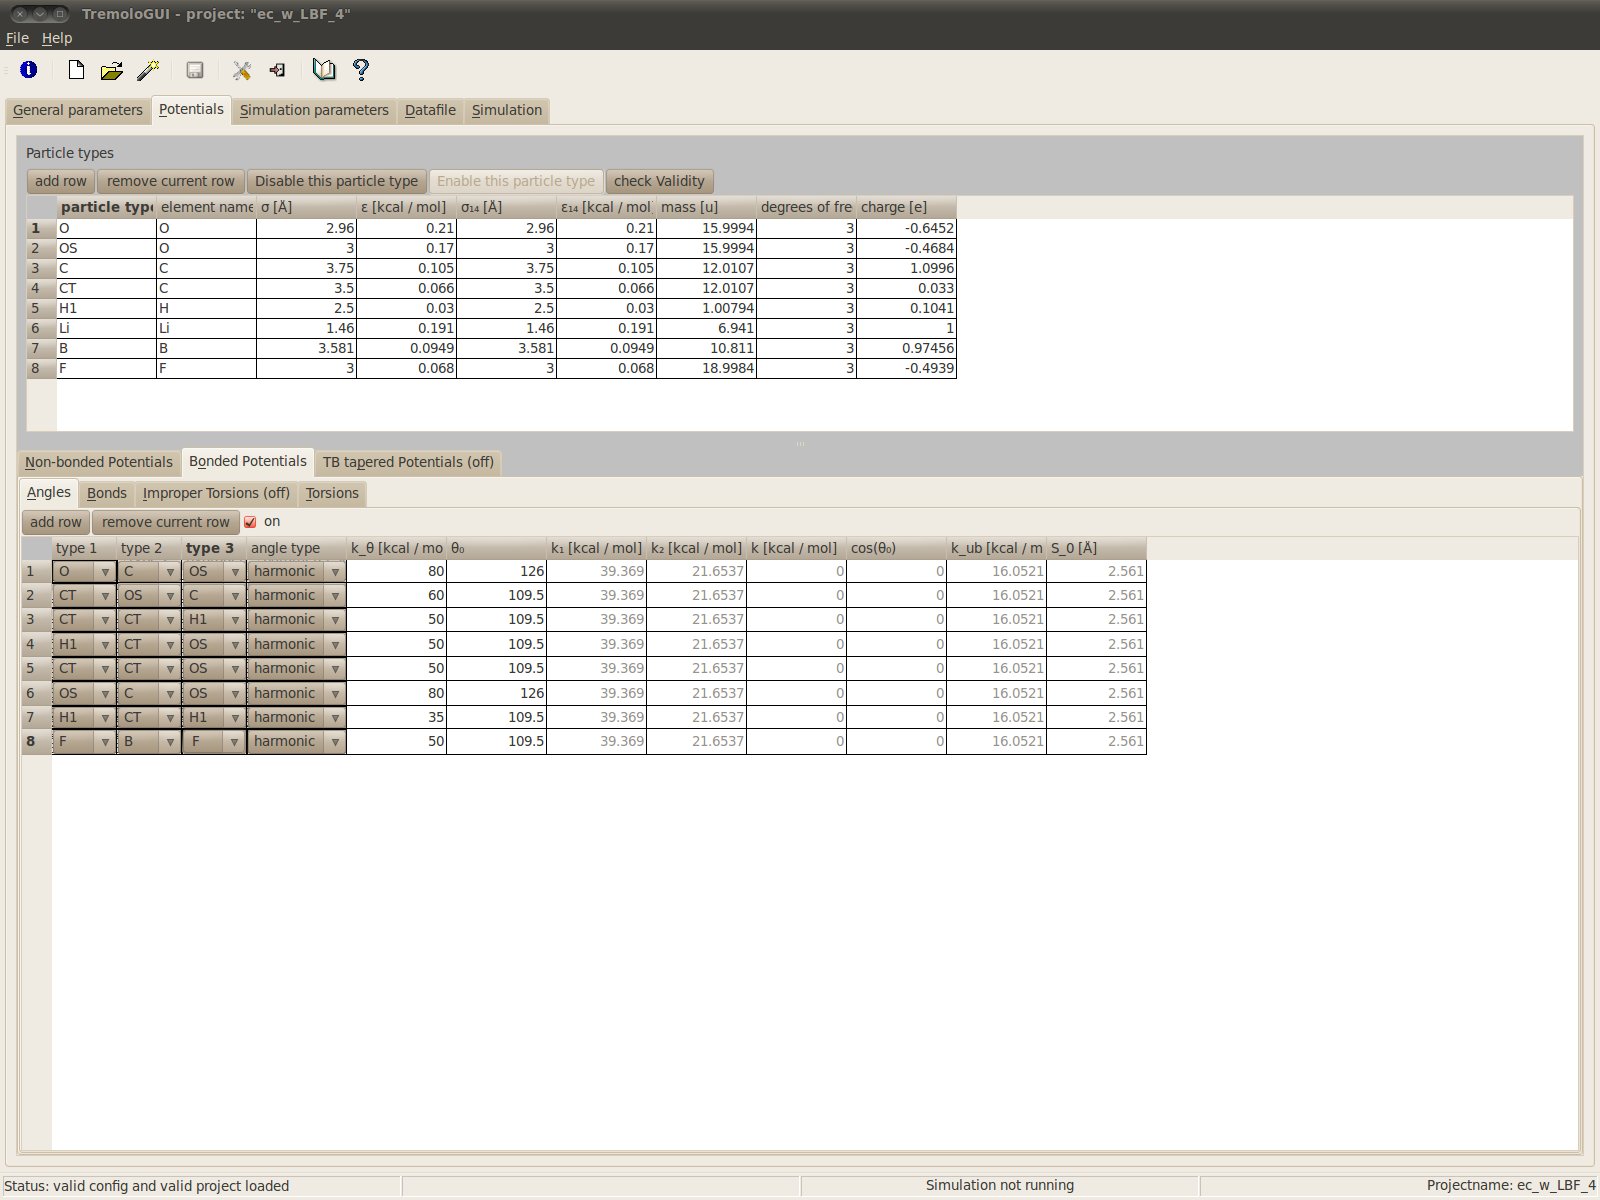 TremoloGUI - project: "ec_w_LBF_4"
File Help
General parameters Potentials Simulation parameters Datafile Simulation
Particle types
add row remove current row Disable this particle type Enable this particle type check Validity
particle type element name σ [Å] ε [kcal / mol] σ₁₄ [Å] ε₁₄ [kcal / mol] mass [u] degrees of fre charge [e]
1 O O 2.96 0.21 2.96 0.21 15.9994 3 -0.6452
2 OS O 3 0.17 3 0.17 15.9994 3 -0.4684
3 C C 3.75 0.105 3.75 0.105 12.0107 3 1.0996
4 CT C 3.5 0.066 3.5 0.066 12.0107 3 0.033
5 H1 H 2.5 0.03 2.5 0.03 1.00794 3 0.1041
6 Li Li 1.46 0.191 1.46 0.191 6.941 3 1
7 B B 3.581 0.0949 3.581 0.0949 10.811 3 0.97456
8 F F 3 0.068 3 0.068 18.9984 3 -0.4939
Non-bonded Potentials Bonded Potentials TB tapered Potentials (off)
Angles Bonds Improper Torsions (off) Torsions
add row remove current row on
type 1 type 2 type 3 angle type k_θ [kcal / mo θ₀ k₁ [kcal / mol] k₂ [kcal / mol] k [kcal / mol] cos(θ₀) k_ub [kcal / m S_0 [Å]
1 O C OS harmonic 80 126 39.369 21.6537 0 0 16.0521 2.561
2 CT OS C harmonic 60 109.5 39.369 21.6537 0 0 16.0521 2.561
3 CT CT H1 harmonic 50 109.5 39.369 21.6537 0 0 16.0521 2.561
4 H1 CT OS harmonic 50 109.5 39.369 21.6537 0 0 16.0521 2.561
5 CT CT OS harmonic 50 109.5 39.369 21.6537 0 0 16.0521 2.561
6 OS C OS harmonic 80 126 39.369 21.6537 0 0 16.0521 2.561
7 H1 CT H1 harmonic 35 109.5 39.369 21.6537 0 0 16.0521 2.561
8 F B F harmonic 50 109.5 39.369 21.6537 0 0 16.0521 2.561
Status: valid config and valid project loaded Simulation not running Projectname: ec_w_LBF_4